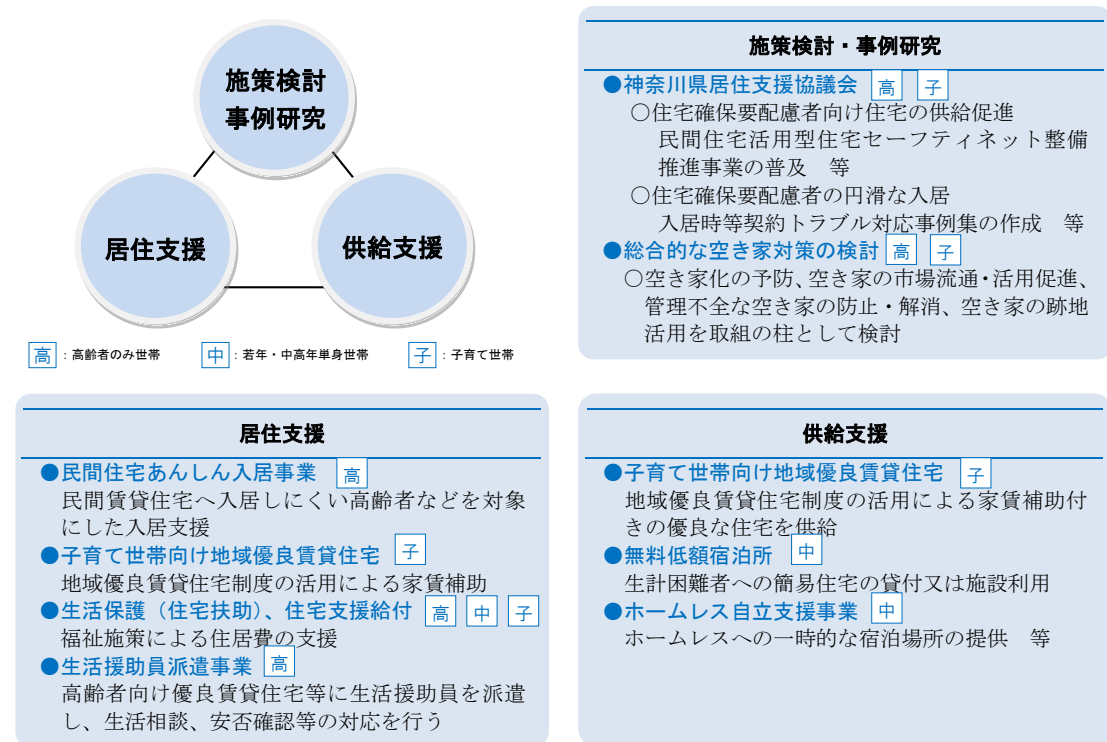 施策検討
事例研究
居住支援
供給支援
高：高齢者のみ世帯　中：若年・中高年単身世帯　子：子育て世帯
施策検討・事例研究
●神奈川県居住支援協議会　高　子
○住宅確保要配慮者向け住宅の供給促進
民間住宅活用型住宅セーフティネット整備
推進事業の普及　等
○住宅確保要配慮者の円滑な入居
入居時等契約トラブル対応事例集の作成　等
●総合的な空き家対策の検討　高　子
○空き家化の予防、空き家の市場流通・活用促進、
管理不全な空き家の防止・解消、空き家の跡地
活用を取組の柱として検討
居住支援
●民間住宅あんしん入居事業　高
民間賃貸住宅へ入居しにくい高齢者などを対象
にした入居支援
●子育て世帯向け地域優良賃貸住宅　子
地域優良賃貸住宅制度の活用による家賃補助
●生活保護（住宅扶助）、住宅支援給付　高　中　子
福祉施策による住居費の支援
●生活援助員派遣事業　高
高齢者向け優良賃貸住宅等に生活援助員を派遣
し、生活相談、安否確認等の対応を行う
供給支援
●子育て世帯向け地域優良賃貸住宅　子
地域優良賃貸住宅制度の活用による家賃補助付
きの優良な住宅を供給
●無料低額宿泊所　中
生計困難者への簡易住宅の貸付又は施設利用
●ホームレス自立支援事業　中
ホームレスへの一時的な宿泊場所の提供　等